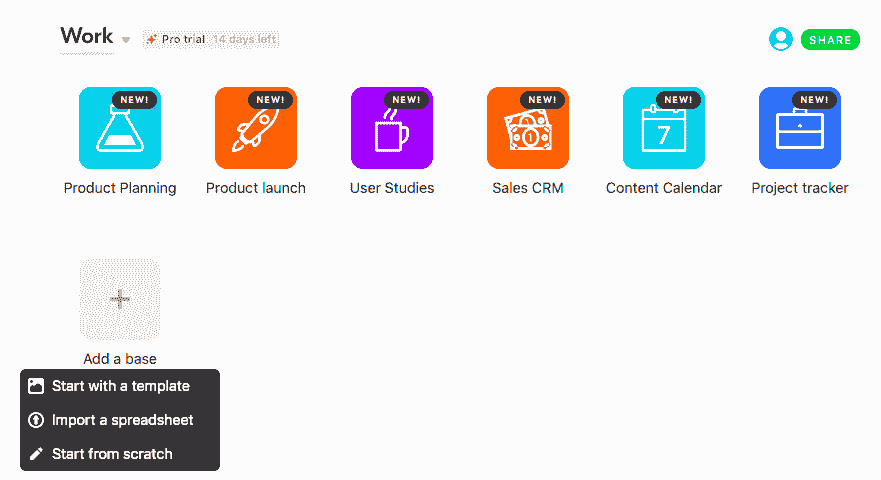 Work
Pro trial 14 days left
SHARE
NEW! NEW! NEW! NEW! NEW! NEW!
7
1
Product Planning Product launch User Studies Sales CRM Content Calendar Project tracker
Add a base
Start with a template
Import a spreadsheet
Start from scratch